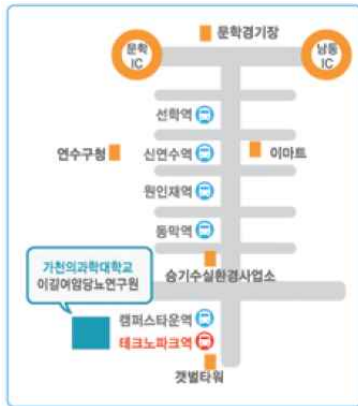 문학경기장
문학
IC
남동
IC
선학역
연수구청
신연수역
이마트
원인재역
동막역
가천의과학대학교
이길여암당뇨연구원
승기수질환경사업소
캠퍼스타운역
테크노파크역
갯벌타워